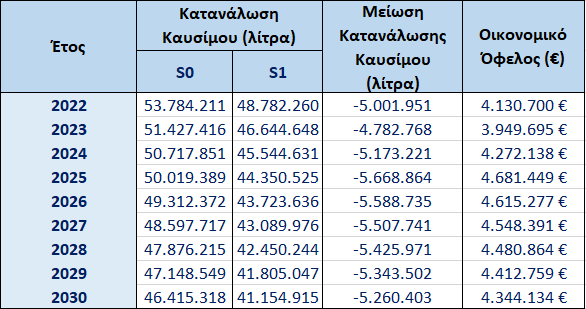 Έτος
Κατανάλωση
Καυσίμου (λίτρα)
S0 S1
Μείωση
Κατανάλωσης
Καυσίμου
(λίτρα)
Οικονομικό
Όφελος (€)
2022 53.784.211 48.782.260 -5.001.951 4.130.700 €
2023 51.427.416 46.644.648 -4.782.768 3.949.695 €
2024 50.717.851 45.544.631 -5.173.221 4.272.138 €
2025 50.019.389 44.350.525 -5.668.864 4.681.449 €
2026 49.312.372 43.723.636 -5.588.735 4.615.277 €
2027 48.597.717 43.089.976 -5.507.741 4.548.391 €
2028 47.876.215 42.450.244 -5.425.971 4.480.864 €
2029 47.148.549 41.805.047 -5.343.502 4.412.759 €
2030 46.415.318 41.154.915 -5.260.403 4.344.134 €